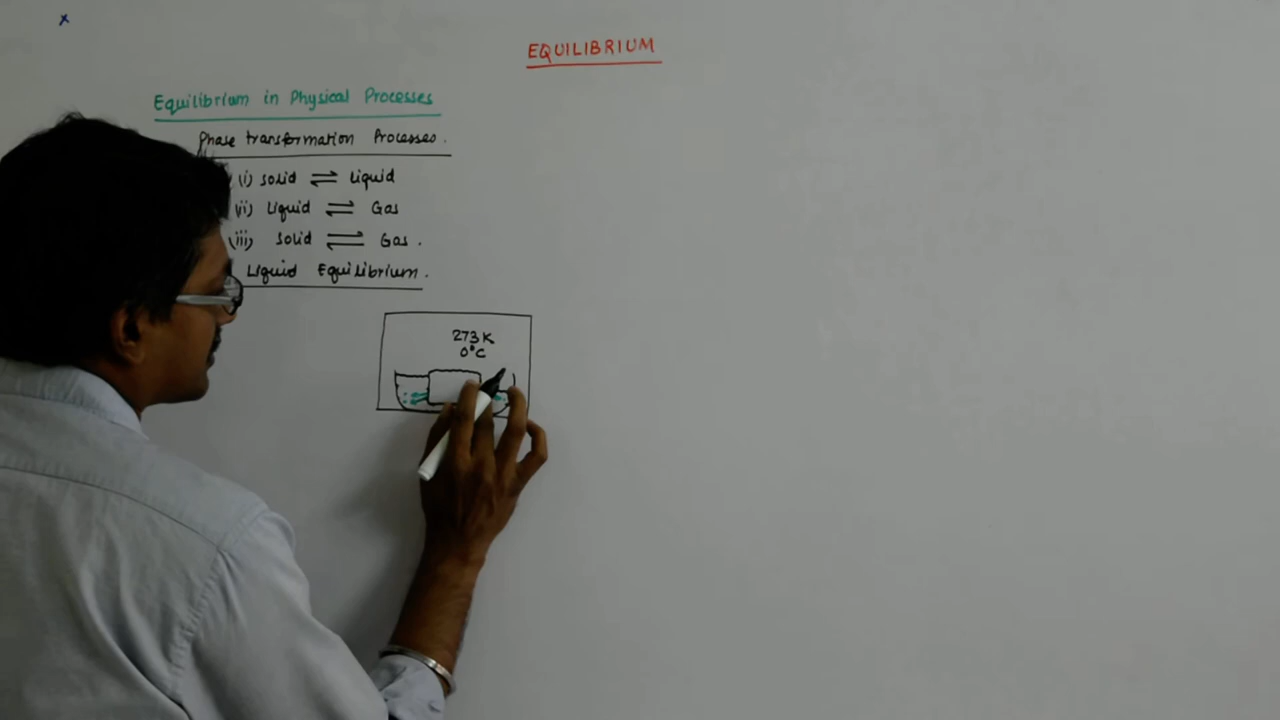 x
EQUILIBRIUM
Equilibrium in Physical Processes
Phase transformation Processes.
(i) Solid ⇌ Liquid
(ii) Liquid ⇌ Gas
(iii) Solid ⇌ Gas.
Liquid Equilibrium.
273 K
0°C